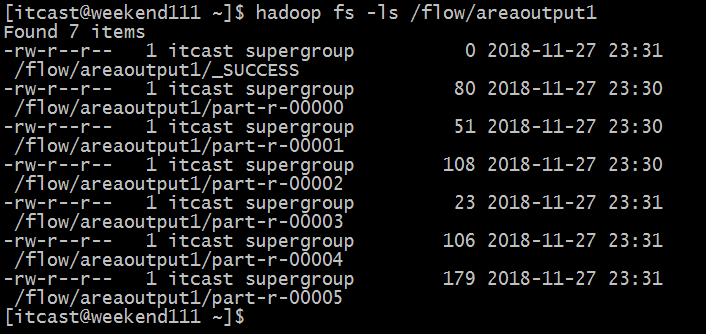 [itcast@weekend111 ~]$ hadoop fs -ls /flow/areaoutput1
Found 7 items
-rw-r--r--   1 itcast supergroup          0 2018-11-27 23:31
 /flow/areaoutput1/_SUCCESS
-rw-r--r--   1 itcast supergroup         80 2018-11-27 23:30
 /flow/areaoutput1/part-r-00000
-rw-r--r--   1 itcast supergroup         51 2018-11-27 23:30
 /flow/areaoutput1/part-r-00001
-rw-r--r--   1 itcast supergroup        108 2018-11-27 23:30
 /flow/areaoutput1/part-r-00002
-rw-r--r--   1 itcast supergroup         23 2018-11-27 23:31
 /flow/areaoutput1/part-r-00003
-rw-r--r--   1 itcast supergroup        106 2018-11-27 23:31
 /flow/areaoutput1/part-r-00004
-rw-r--r--   1 itcast supergroup        179 2018-11-27 23:31
 /flow/areaoutput1/part-r-00005
[itcast@weekend111 ~]$